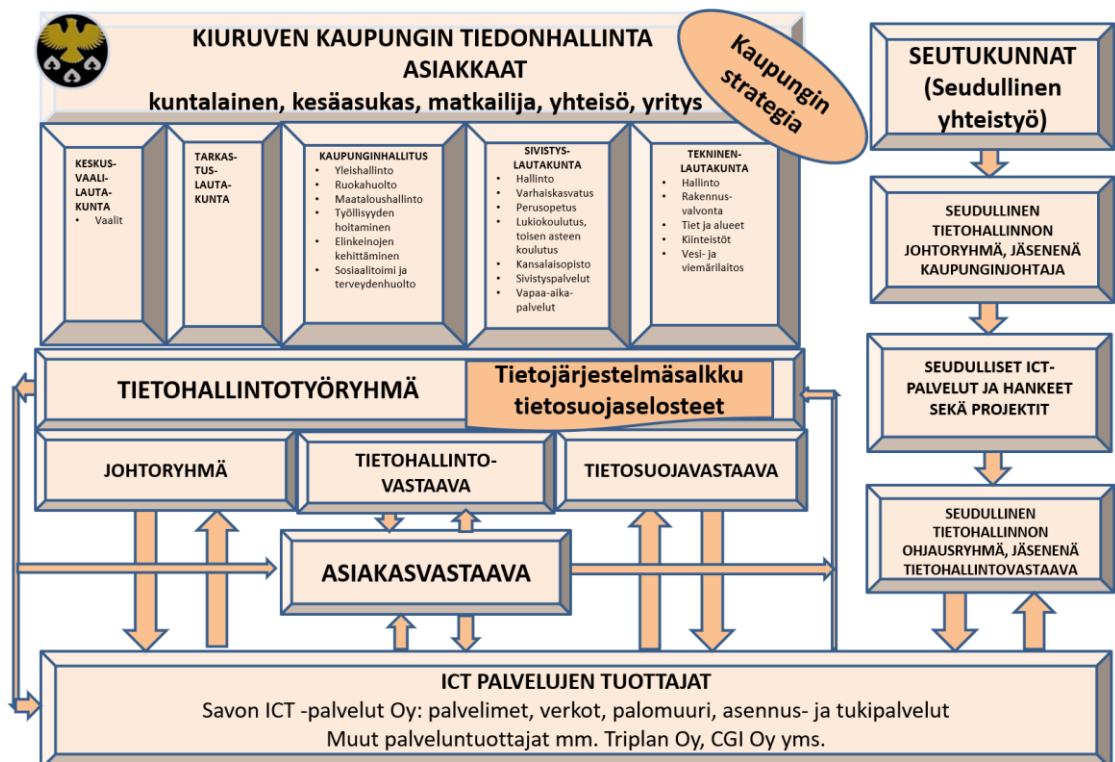 KIURUVEN KAUPUNGIN TIEDONHALLINTA
ASIAKKAAT
kuntalainen, kesäasukas, matkailija, yhteisö, yritys
Kaupungin
strategia
SEUTUKUNNAT
(Seudullinen
yhteistyö)
KESKUS-
VAALI-
LAUTA-
KUNTA
• Vaalit
TARKAS-
TUS-
LAUTA-
KUNTA
KAUPUNGINHALLITUS
• Yleishallinto
• Ruokahuolto
• Maataloushallinto
• Työllisyyden
hoitaminen
• Elinkeinojen
kehittäminen
• Sosiaalitoimi ja
terveydenhuolto
SIVISTYS-
LAUTAKUNTA
• Hallinto
• Varhaiskasvatus
• Perusopetus
• Lukiokoulutus,
toisen asteen
koulutus
• Kansalaisopisto
• Sivistyspalvelut
• Vapaa-aika-
palvelut
TEKNINEN-
LAUTAKUNTA
• Hallinto
• Rakennus-
valvonta
• Tiet ja alueet
• Kiinteistöt
• Vesi- ja
viemärilaitos
SEUDULLINEN
TIETOHALLINNON
JOHTORYHMÄ, JÄSENENÄ
KAUPUNGINJOHTAJA
TIETOHALLINTOTYÖRYHMÄ
Tietojärjestelmäsalkku
tietosuojaselosteet
SEUDULLISET ICT-
PALVELUT JA HANKEET
SEKÄ PROJEKTIT
JOHTORYHMÄ
TIETOHALLINTO-
VASTAAVA
TIETOSUOJAVASTAAVA
SEUDULLINEN
TIETOHALLINNON
OHJAUSRYHMÄ, JÄSENENÄ
TIETOHALLINTOVASTAAVA
ASIAKASVASTAAVA
ICT PALVELUJEN TUOTTAJAT
Savon ICT -palvelut Oy: palvelimet, verkot, palomuuri, asennus- ja tukipalvelut
Muut palveluntuottajat mm. Triplan Oy, CGI Oy yms.